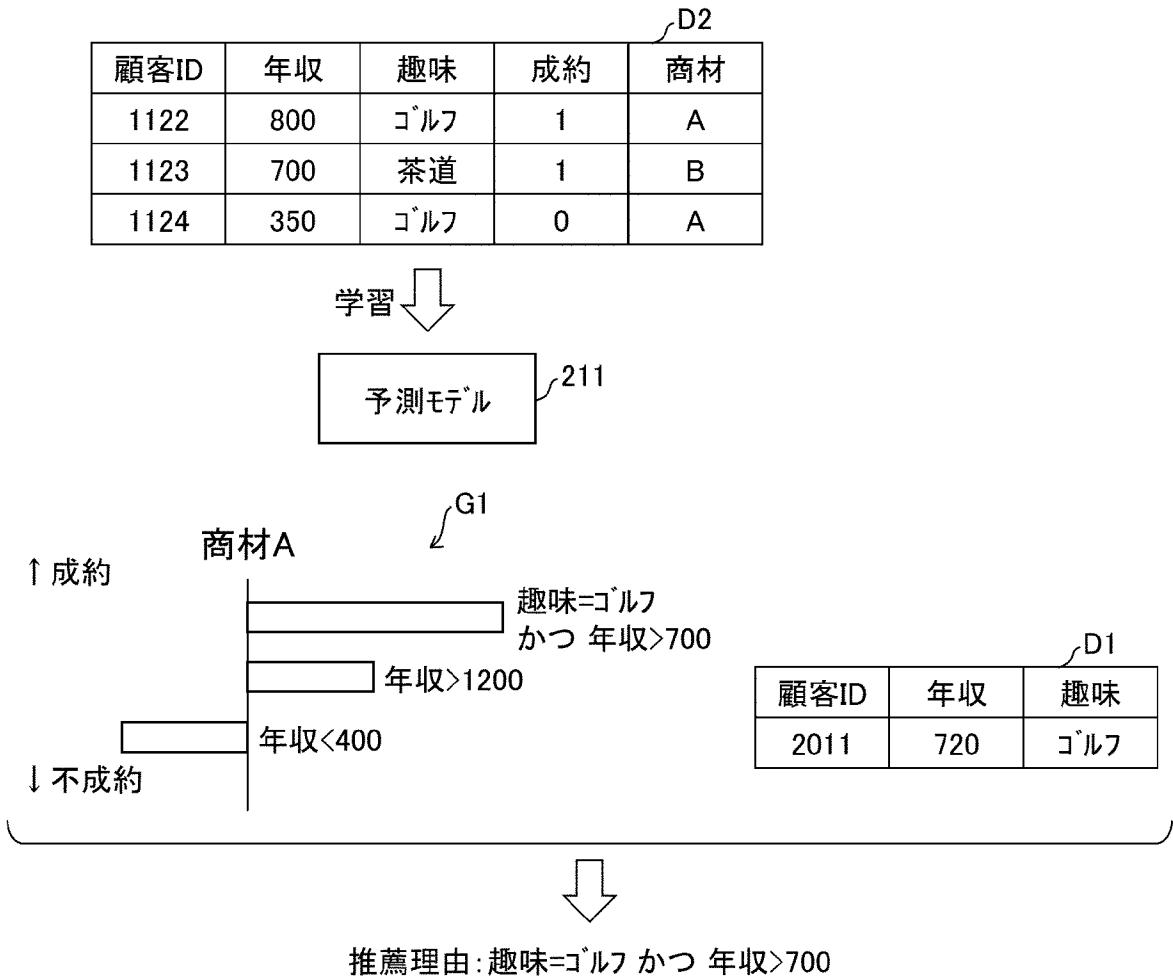 D2
顧客ID 年収 趣味 成約 商材
1122 800 ｺﾞﾙﾌ 1 A
1123 700 茶道 1 B
1124 350 ｺﾞﾙﾌ 0 A
学習
予測ﾓﾃﾞﾙ
211
G1
商材A
↑成約
趣味=ｺﾞﾙﾌ
かつ 年収>700
年収>1200
年収<400
↓不成約
D1
顧客ID 年収 趣味
2011 720 ｺﾞﾙﾌ
推薦理由:趣味=ｺﾞﾙﾌ かつ 年収>700